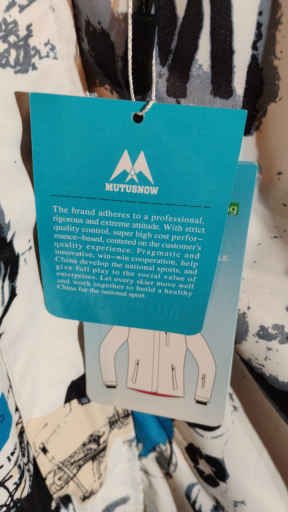 MUTUSNOW
The brand adheres to a professional,
rigorous and extreme attitude. With strict
quality control, super high cost perfor-
mance-based, centered on the customer's
quality experience. Pragmatic and
innovative, win-win cooperation, help
China develop the national sports, and
give full play to the social value of
enterprises. Let every skier move well
and work together to build a healthy
China for the national sport.